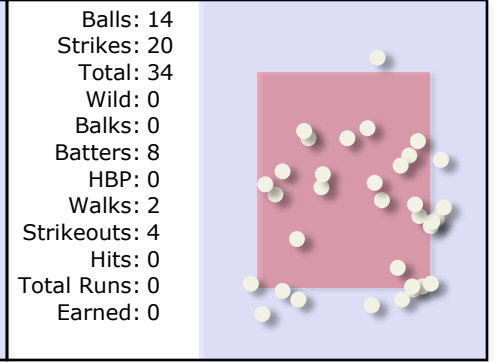 Balls: 14
Strikes: 20
Total: 34
Wild: 0
Balks: 0
Batters: 8
HBP: 0
Walks: 2
Strikeouts: 4
Hits: 0
Total Runs: 0
Earned: 0